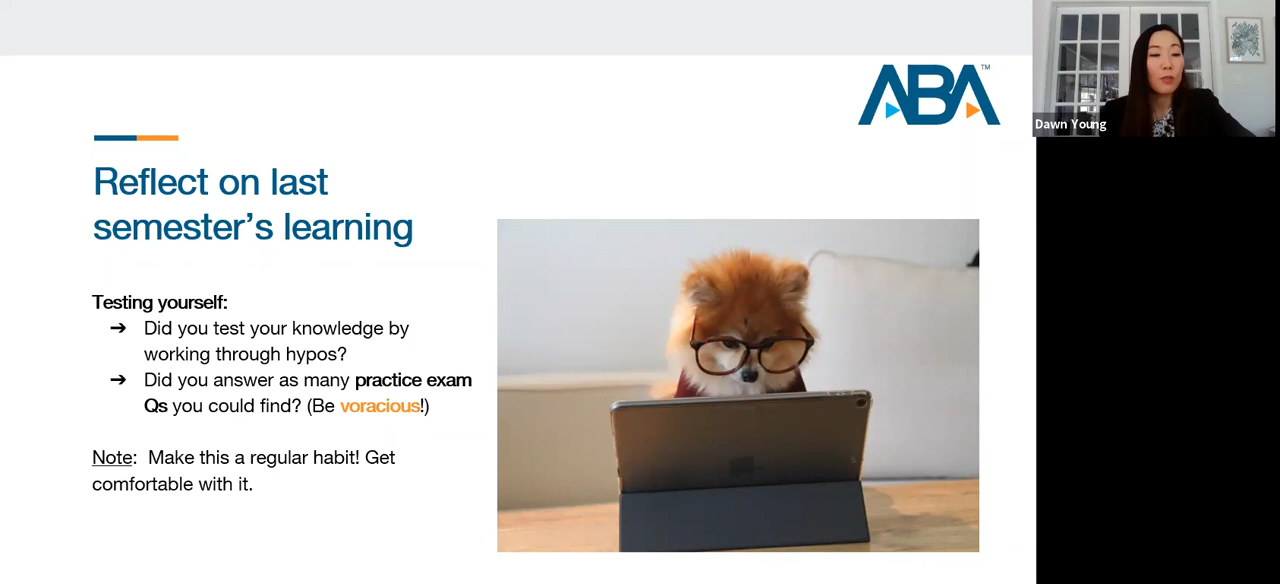 ABA™
Dawn Young
Reflect on last
semester’s learning
Testing yourself:
➔ Did you test your knowledge by
working through hypos?
➔ Did you answer as many practice exam
Qs you could find? (Be voracious!)
Note:  Make this a regular habit! Get
comfortable with it.